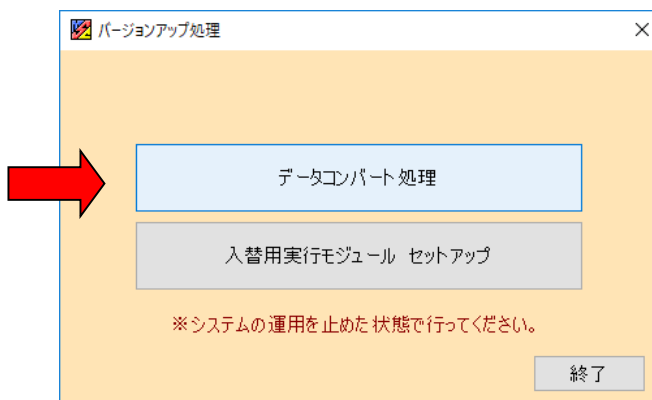 バージョンアップ処理
データコンバート処理
入替用実行モジュール セットアップ
※システムの運用を止めた状態で行ってください。
終了